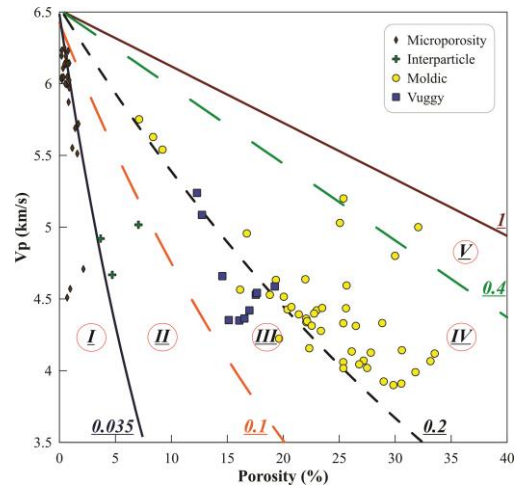 6.5
6
5.5
5
4.5
4
3.5
Vp (km/s)
Microporosity
Interparticle
Moldic
Vuggy
1
V
0.4
I
II
III
IV
0.035
0.1
0.2
0
5
10
15
20
25
30
35
40
Porosity (%)